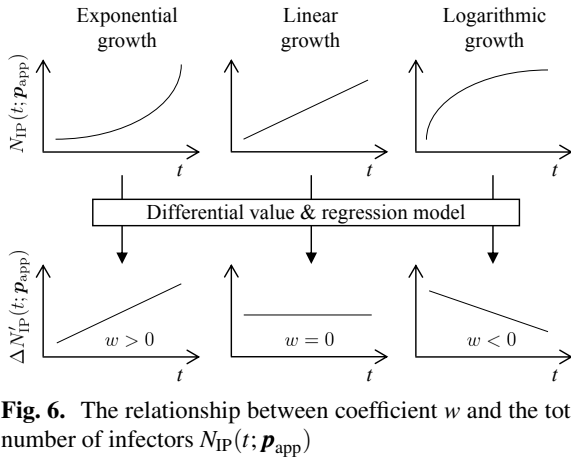 Exponential growth
Linear growth
Logarithmic growth
N_IP(t; p_app)
t
t
t
Differential value & regression model
ΔN′_IP(t; p_app)
w > 0
w = 0
w < 0
t
t
t
Fig. 6. The relationship between coefficient w and the tot
number of infectors N_IP(t; p_app)